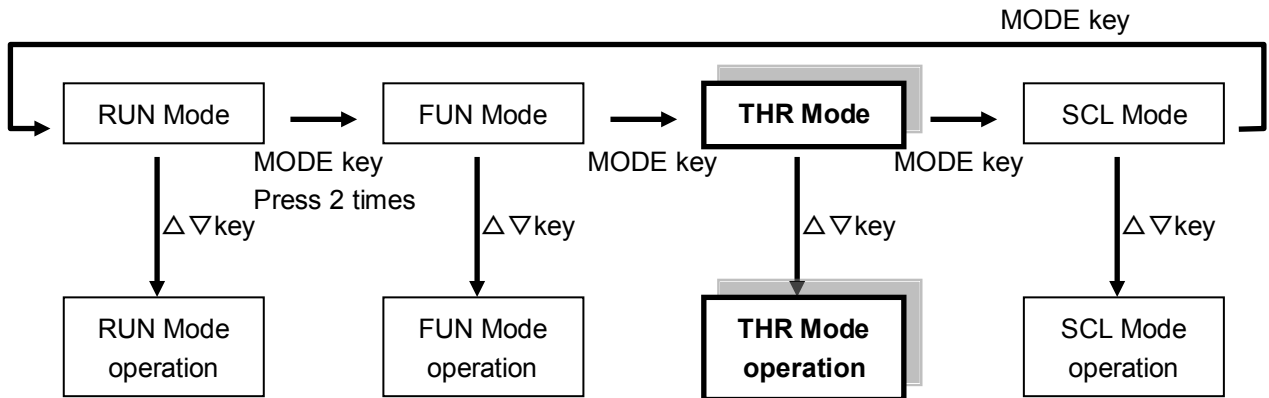 MODE key
RUN Mode
FUN Mode
THR Mode
SCL Mode
MODE key
Press 2 times
MODE key
MODE key
△▽key
△▽key
△▽key
△▽key
RUN Mode
operation
FUN Mode
operation
THR Mode
operation
SCL Mode
operation